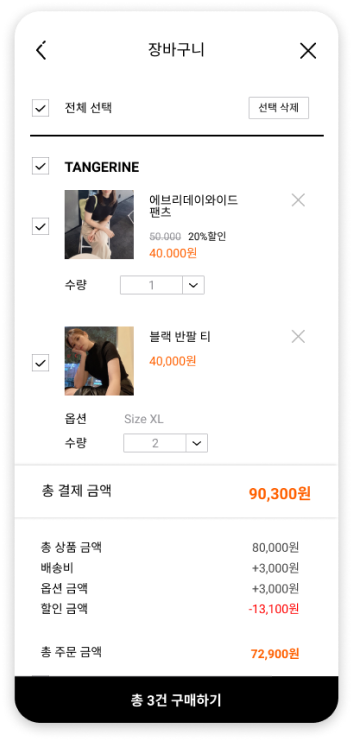 장바구니
전체 선택
선택 삭제
TANGERINE
에브리데이와이드
팬츠
50.000 20%할인
40.000원
수량 1
블랙 반팔 티
40,000원
옵션 Size XL
수량 2
총 결제 금액 90,300원
총 상품 금액 80,000원
배송비 +3,000원
옵션 금액 +3,000원
할인 금액 -13,100원
총 주문 금액 72,900원
총 3건 구매하기